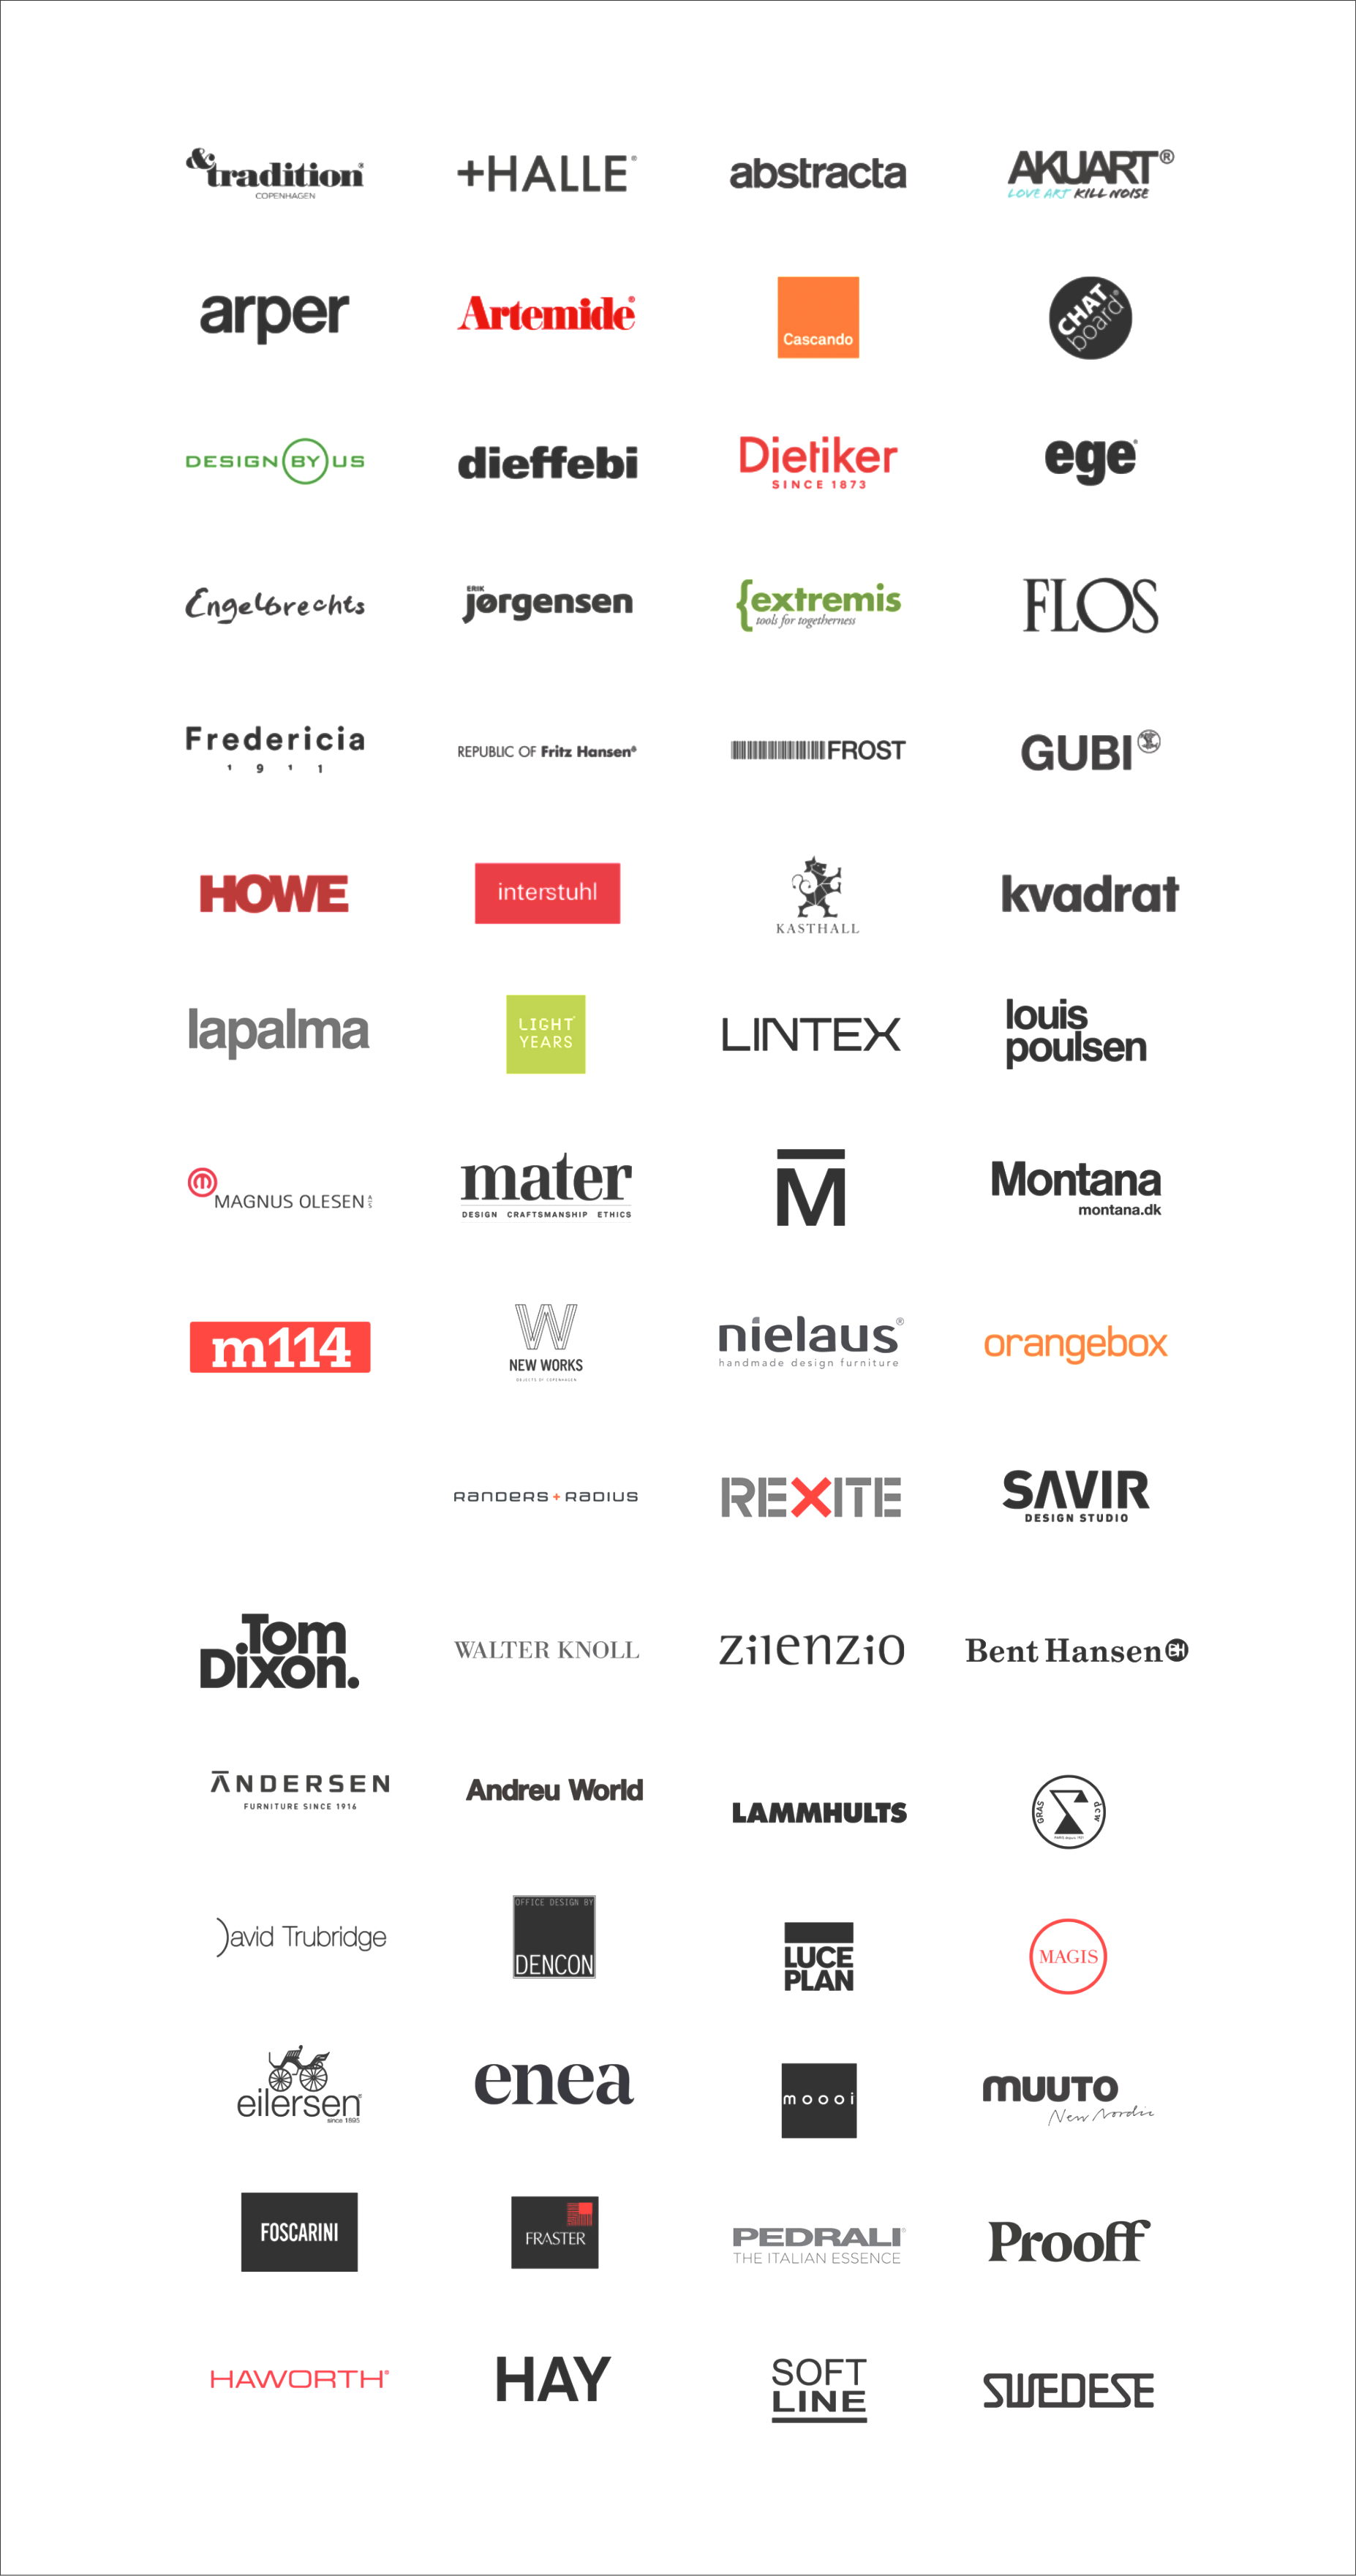 &tradition®
COPENHAGEN
+HALLE®
abstracta
AKUART®
LOVE ART KILL NOISE
arper
Artemide®
Cascando
CHAT
board®
DESIGN BY US
dieffebi
Dietiker
SINCE 1873
ege®
Engelbrechts
ERIK
jørgensen
{extremis
tools for togetherness
FLOS
Fredericia
1911
REPUBLIC OF Fritz Hansen®
FROST
GUBI
HOWE
interstuhl
KASTHALL
kvadrat
lapalma
LIGHT
YEARS
LINTEX
louis
poulsen
MAGNUS OLESEN A/S
mater
DESIGN CRAFTSMANSHIP ETHICS
M
Montana
montana.dk
m114
W
NEW WORKS
OBJECTS BY COPENHAGEN
nielaus®
handmade design furniture
orangebox
RANDERS+RADIUS
REXITE
SAVIR
DESIGN STUDIO
Tom
Dixon.
WALTER KNOLL
zilenzio
Bent Hansen BH
ANDERSEN
FURNITURE SINCE 1916
Andreu World
LAMMHULTS
GRAS
dcw
David Trubridge
OFFICE DESIGN BY
DENCON
LUCE
PLAN
MAGIS
eilersen®
since 1895
enea
moooi
MUUTO
New Nordic
FOSCARINI
FRASTER
PEDRALI®
THE ITALIAN ESSENCE
Prooff
HAWORTH®
HAY
SOFT
LINE
SWEDESE